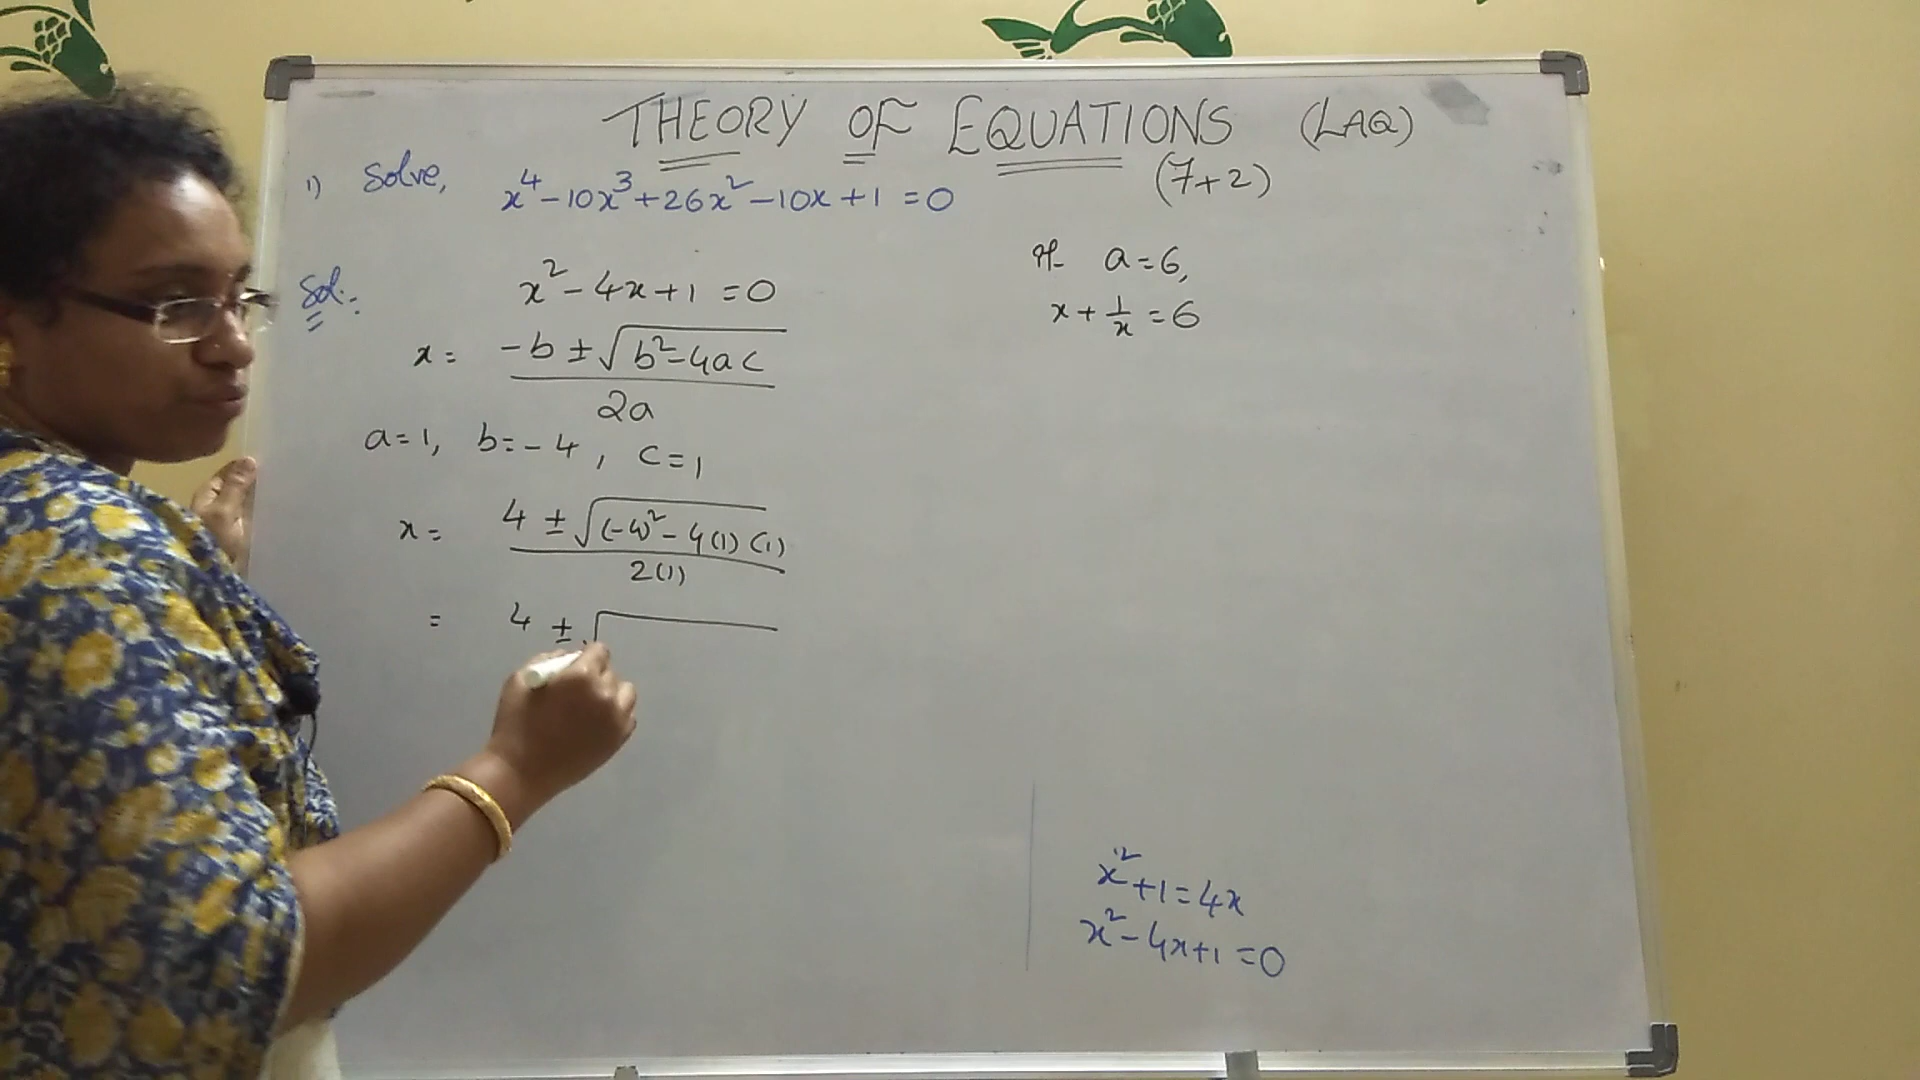 THEORY OF EQUATIONS (LAQ)
(7+2)
1) Solve, x⁴-10x³+26x²-10x+1=0
Sol:-
x²-4x+1=0
x = -b ± √(b²-4ac) / 2a
a=1, b=-4, c=1
x = 4 ± √((-4)²-4(1)(1)) / 2(1)
= 4 ± √
If a=6,
x+1/x=6
x²+1=4x
x²-4x+1=0